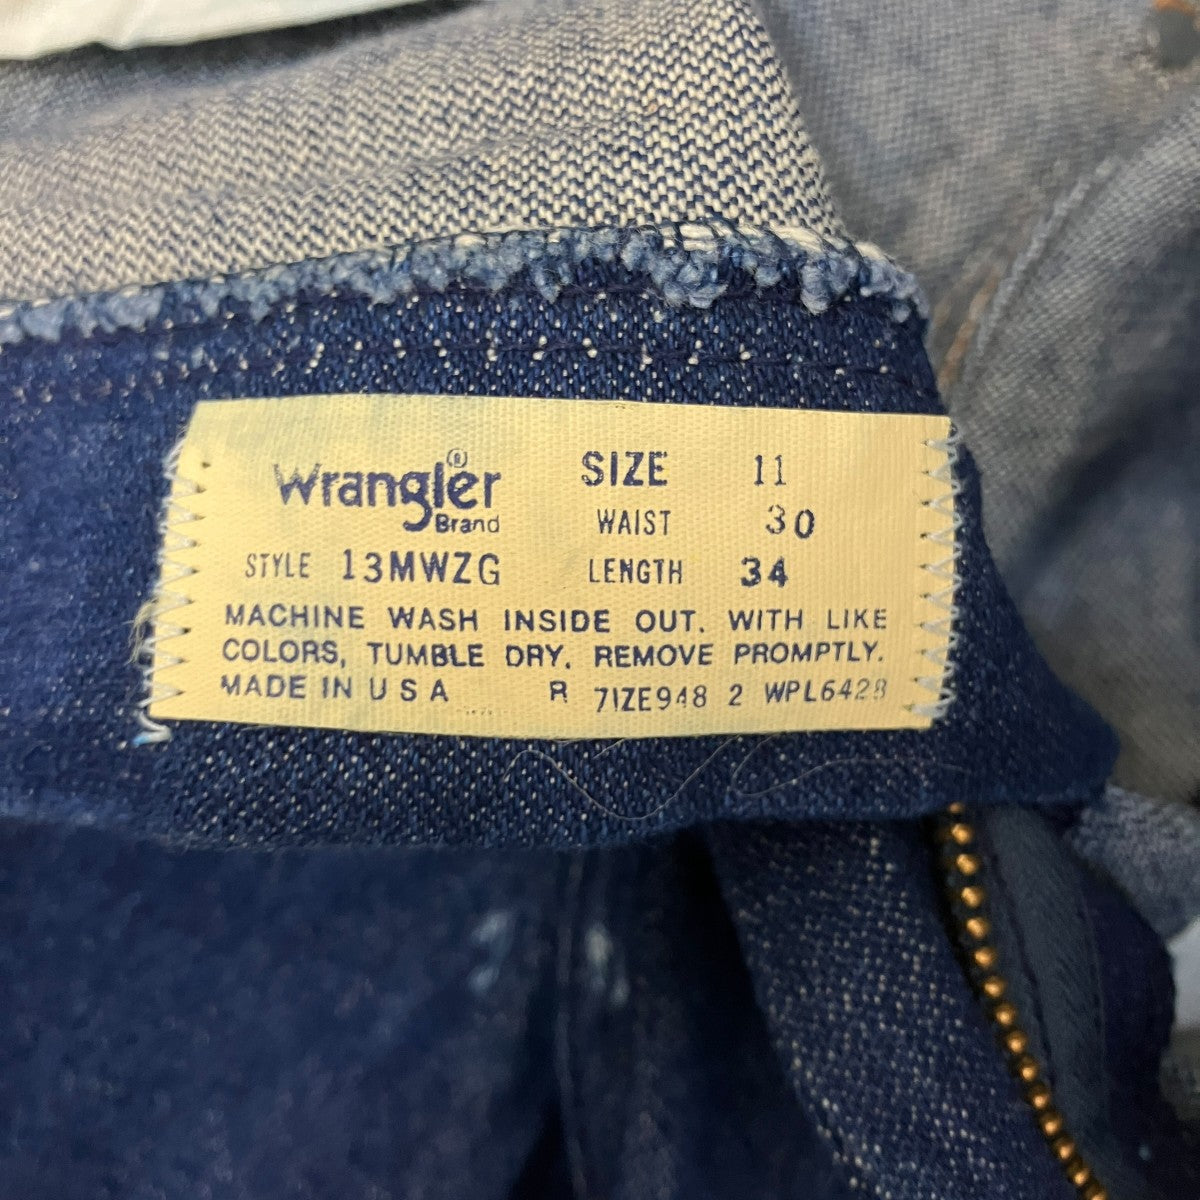 Wrangler® SIZE 11
Brand WAIST 30
STYLE 13MWZG LENGTH 34
MACHINE WASH INSIDE OUT. WITH LIKE
COLORS, TUMBLE DRY. REMOVE PROMPTLY.
MADE IN U S A R 71ZE948 2 WPL6428